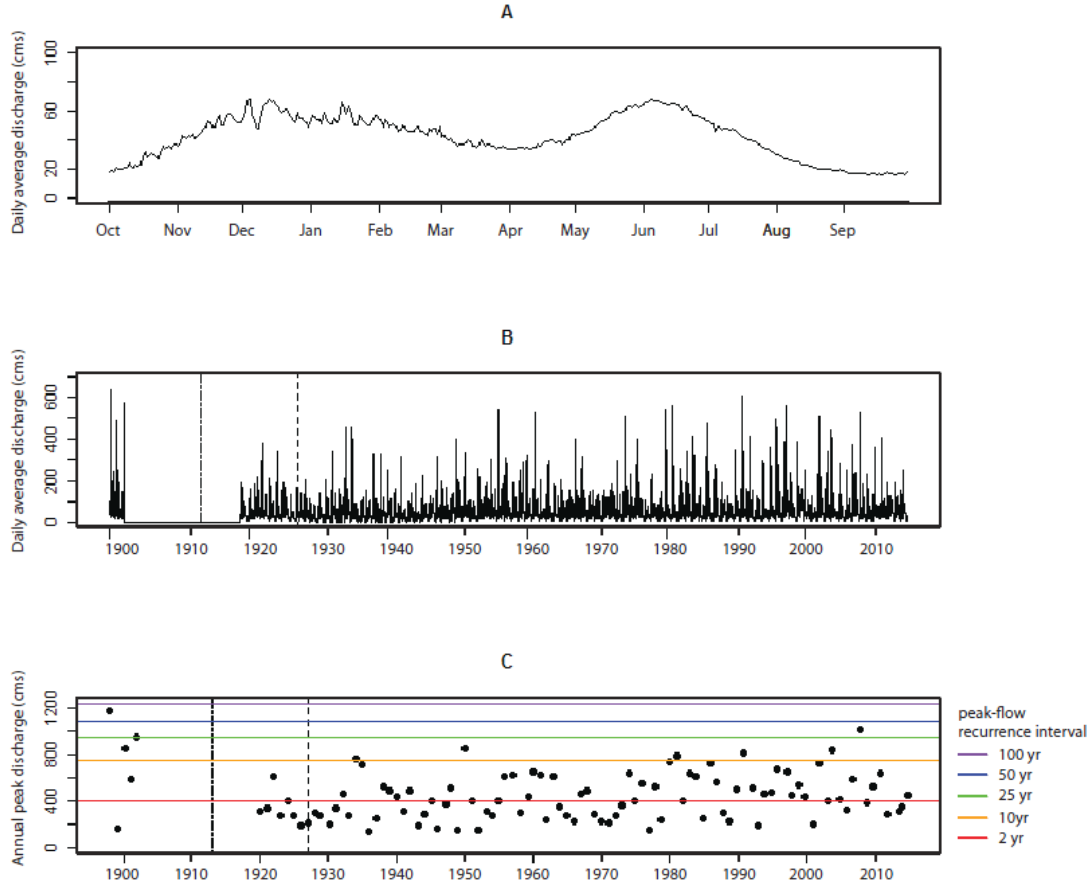 A
Daily average discharge (cms)
100
60
20
0
Oct Nov Dec Jan Feb Mar Apr May Jun Jul Aug Sep
B
Daily average discharge (cms)
600
400
200
0
1900 1910 1920 1930 1940 1950 1960 1970 1980 1990 2000 2010
C
Annual peak discharge (cms)
1200
800
400
0
1900 1910 1920 1930 1940 1950 1960 1970 1980 1990 2000 2010
peak-flow
recurrence interval
100 yr
50 yr
25 yr
10yr
2 yr